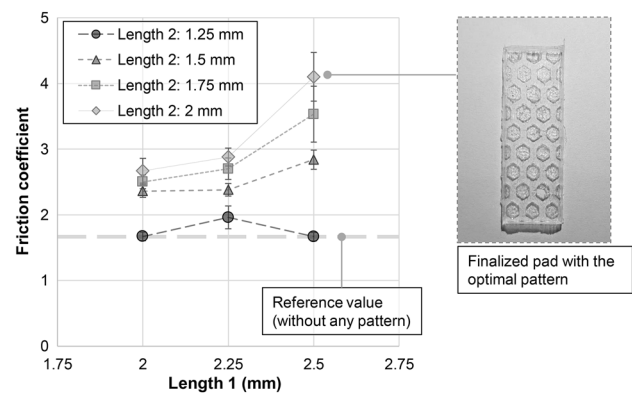 5
4
3
2
1
0
Friction coefficient
Length 2: 1.25 mm
Length 2: 1.5 mm
Length 2: 1.75 mm
Length 2: 2 mm
Reference value
(without any pattern)
1.75
2
2.25
2.5
2.75
Length 1 (mm)
Finalized pad with the
optimal pattern